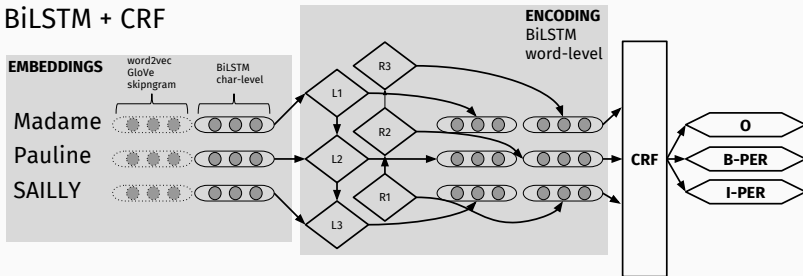 BiLSTM + CRF
EMBEDDINGS
word2vec
GloVe
skipngram
BiLSTM
char-level
ENCODING
BiLSTM
word-level
Madame
Pauline
SAILLY
L1
L2
L3
R3
R2
R1
CRF
O
B-PER
I-PER